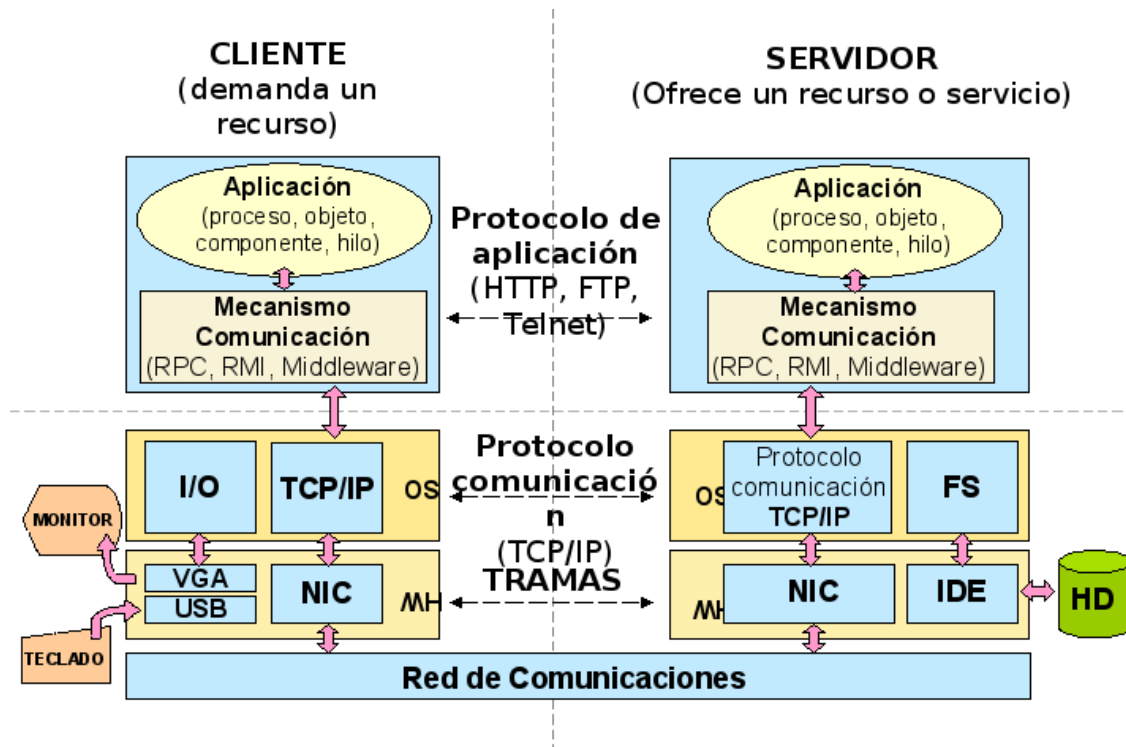 CLIENTE
(demanda un
recurso)
SERVIDOR
(Ofrece un recurso o servicio)
Aplicación
(proceso, objeto,
componente, hilo)
Mecanismo
Comunicación
(RPC, RMI, Middleware)
Protocolo de
aplicación
(HTTP, FTP,
Telnet)
Aplicación
(proceso, objeto,
componente, hilo)
Mecanismo
Comunicación
(RPC, RMI, Middleware)
I/O
TCP/IP
OS
Protocolo
comunicació
n
(TCP/IP)
OS
Protocolo
comunicación
TCP/IP
FS
MONITOR
VGA
USB
NIC
HW
TRAMAS
HW
NIC
IDE
HD
TECLADO
Red de Comunicaciones